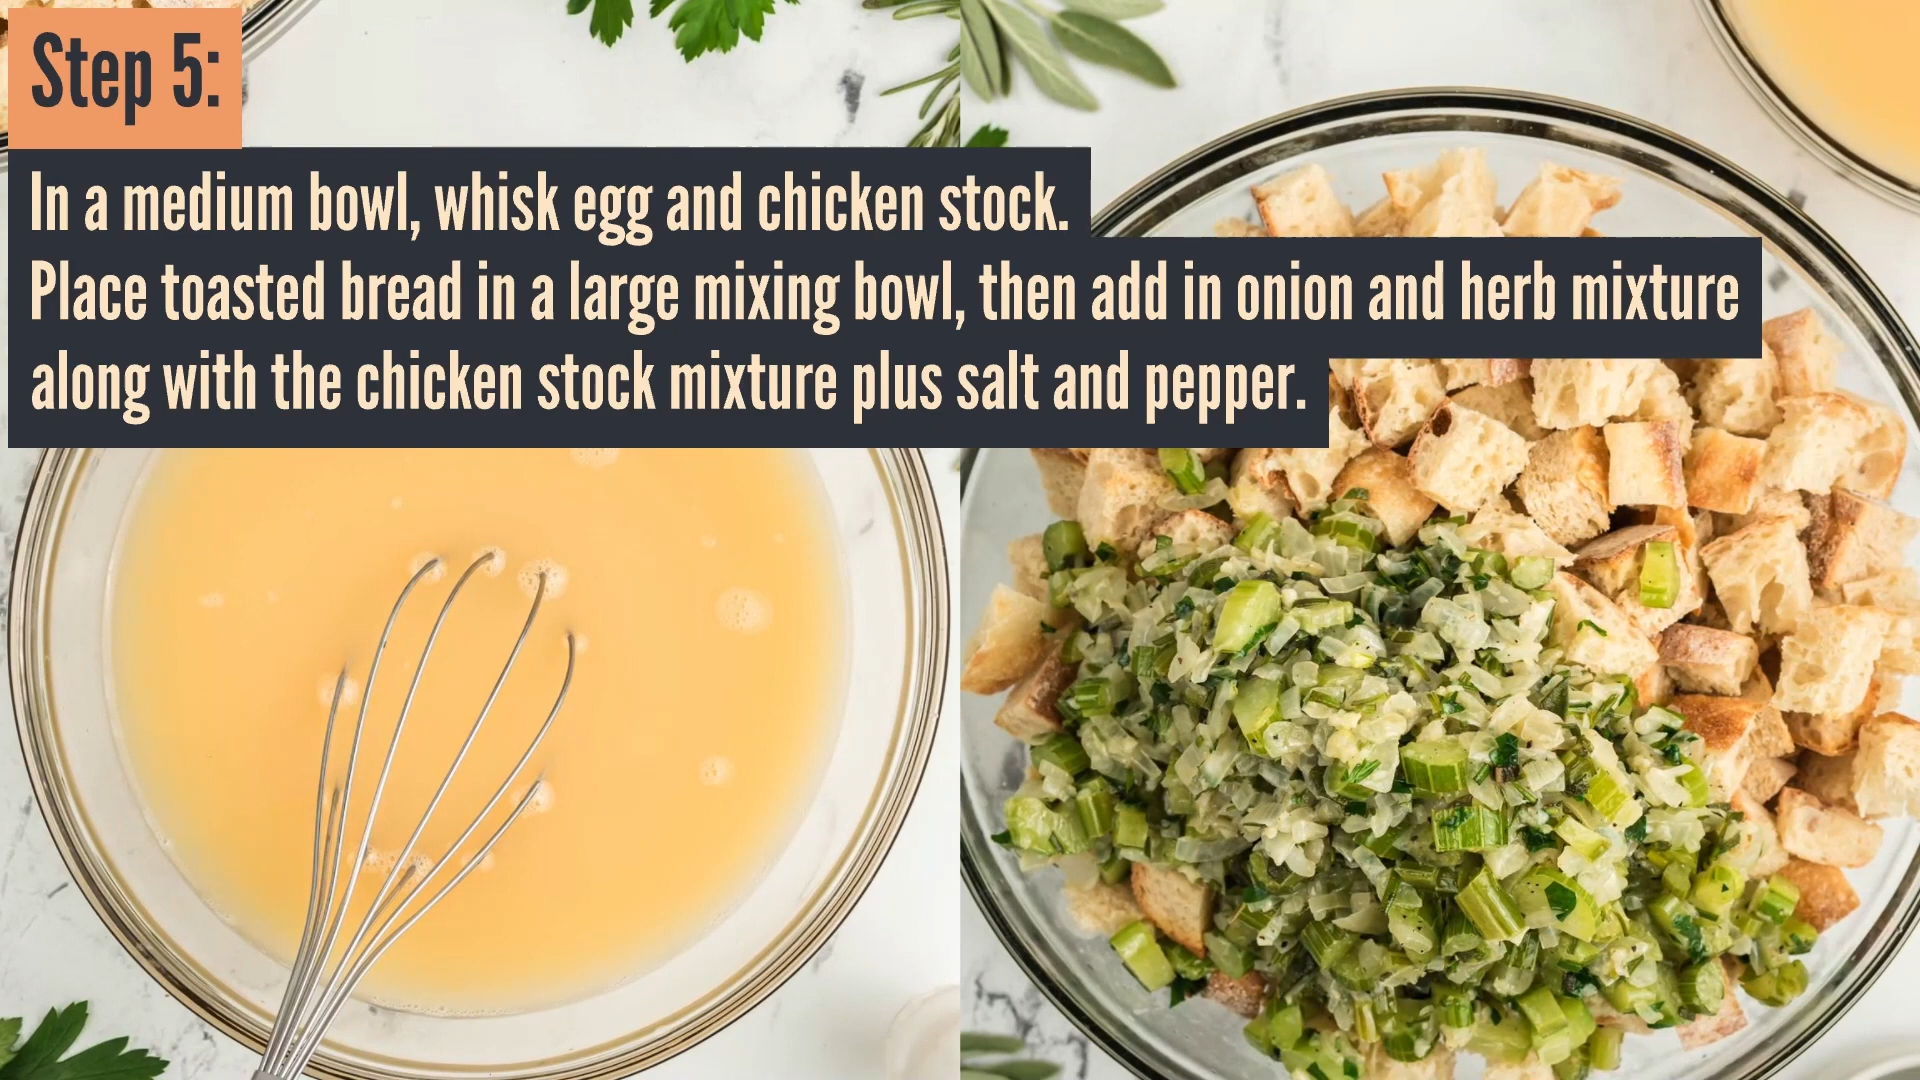 Step 5:
In a medium bowl, whisk egg and chicken stock.
Place toasted bread in a large mixing bowl, then add in onion and herb mixture
along with the chicken stock mixture plus salt and pepper.